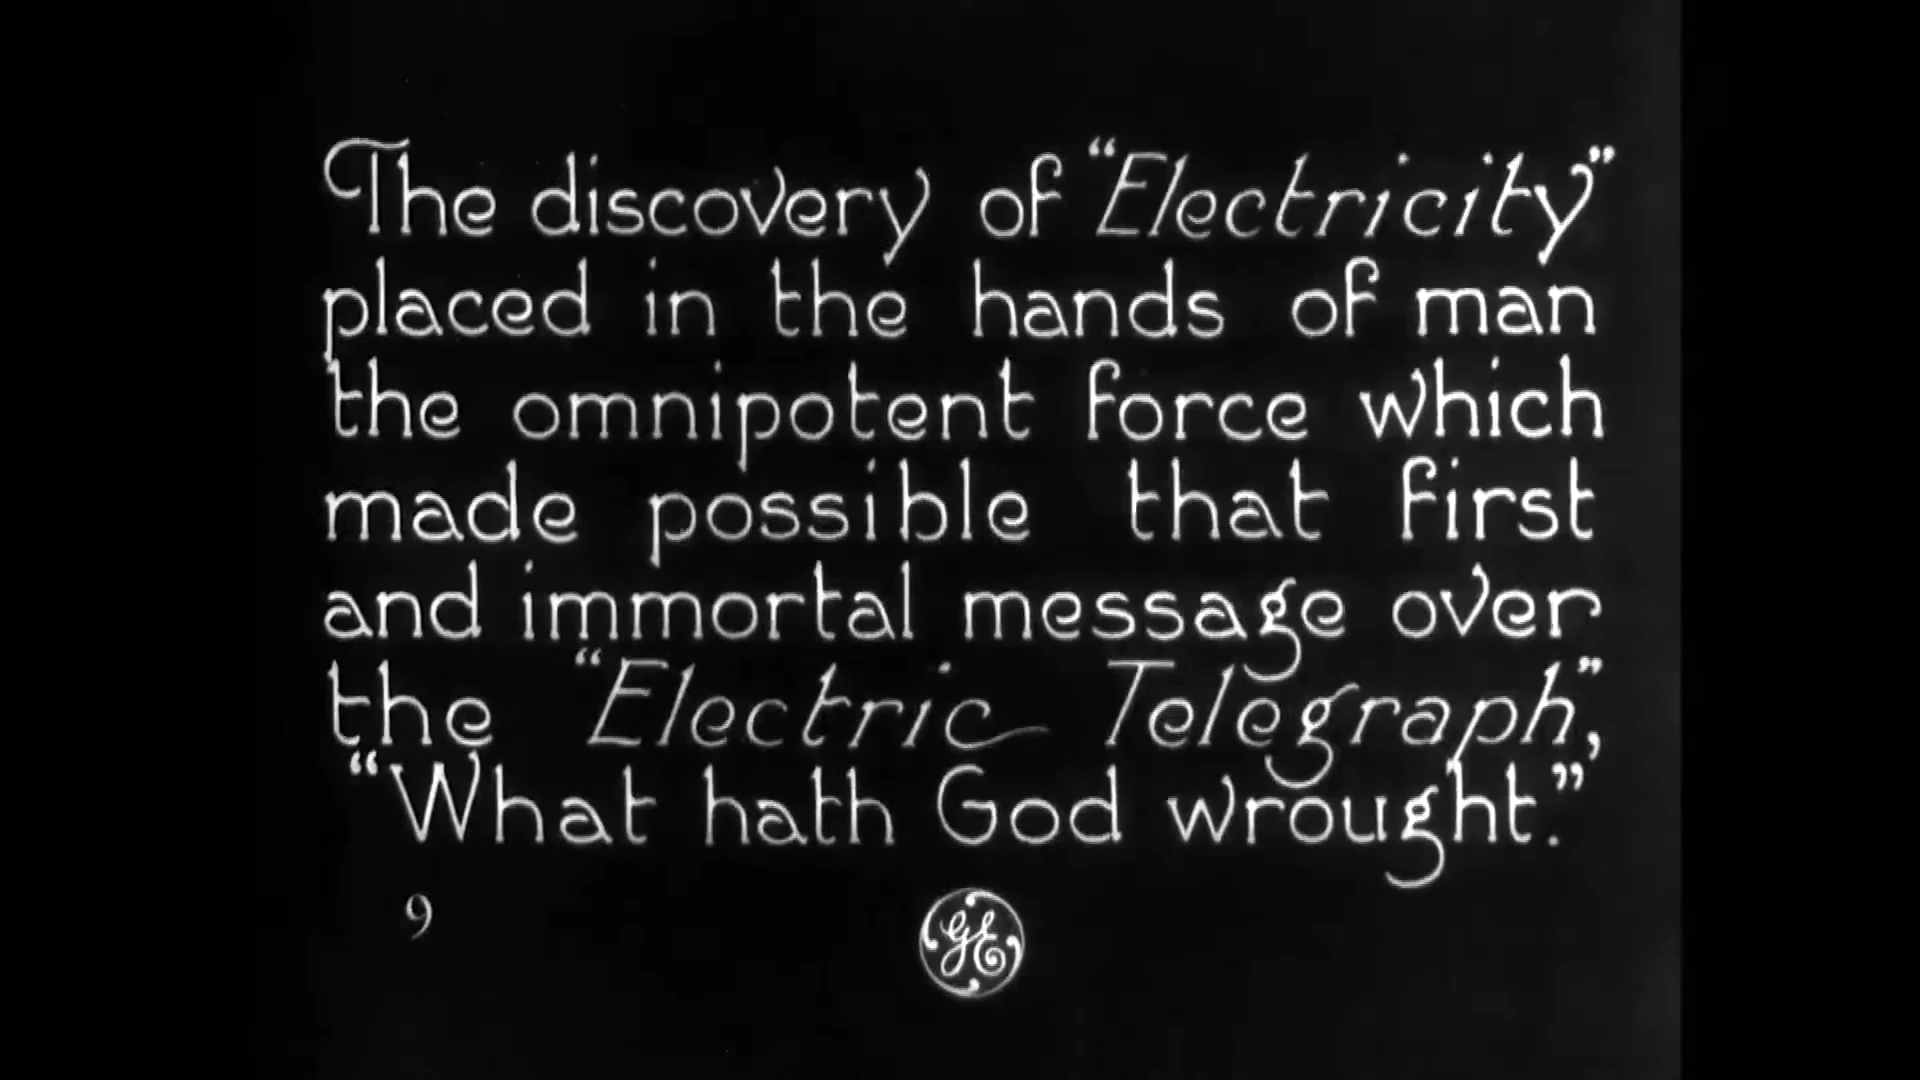 The discovery of “Electricity”
placed in the hands of man
the omnipotent force which
made possible that first
and immortal message over
the “Electric Telegraph”,
“What hath God wrought.”
9
GE